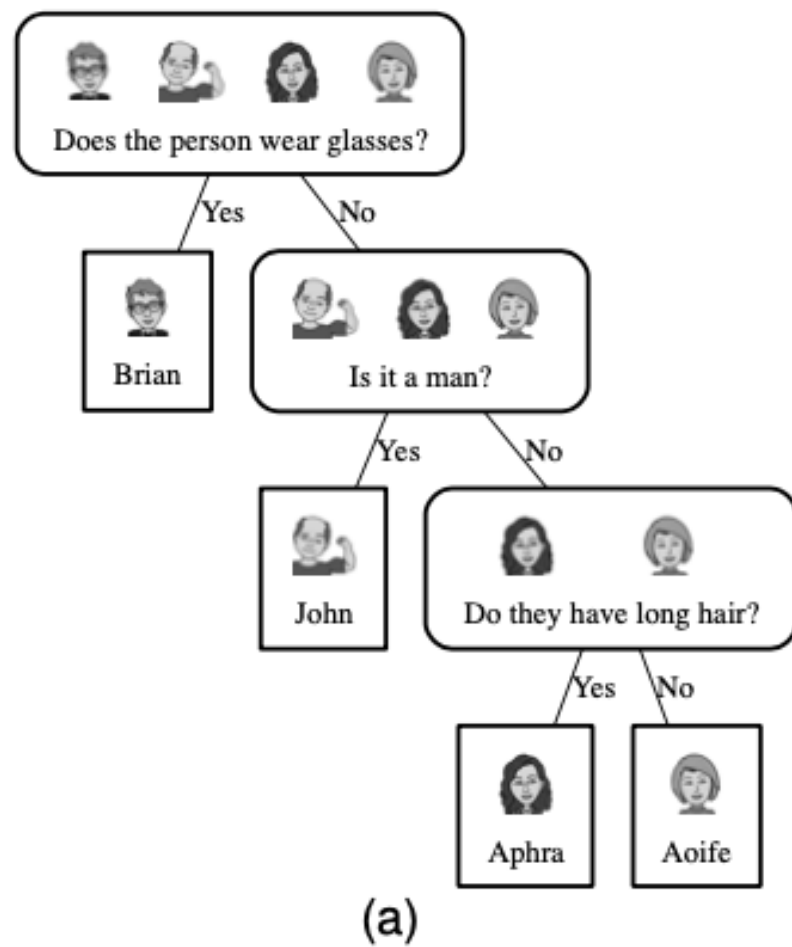 Does the person wear glasses?
Yes
No
Brian
Is it a man?
Yes
No
John
Do they have long hair?
Yes
No
Aphra
Aoife
(a)